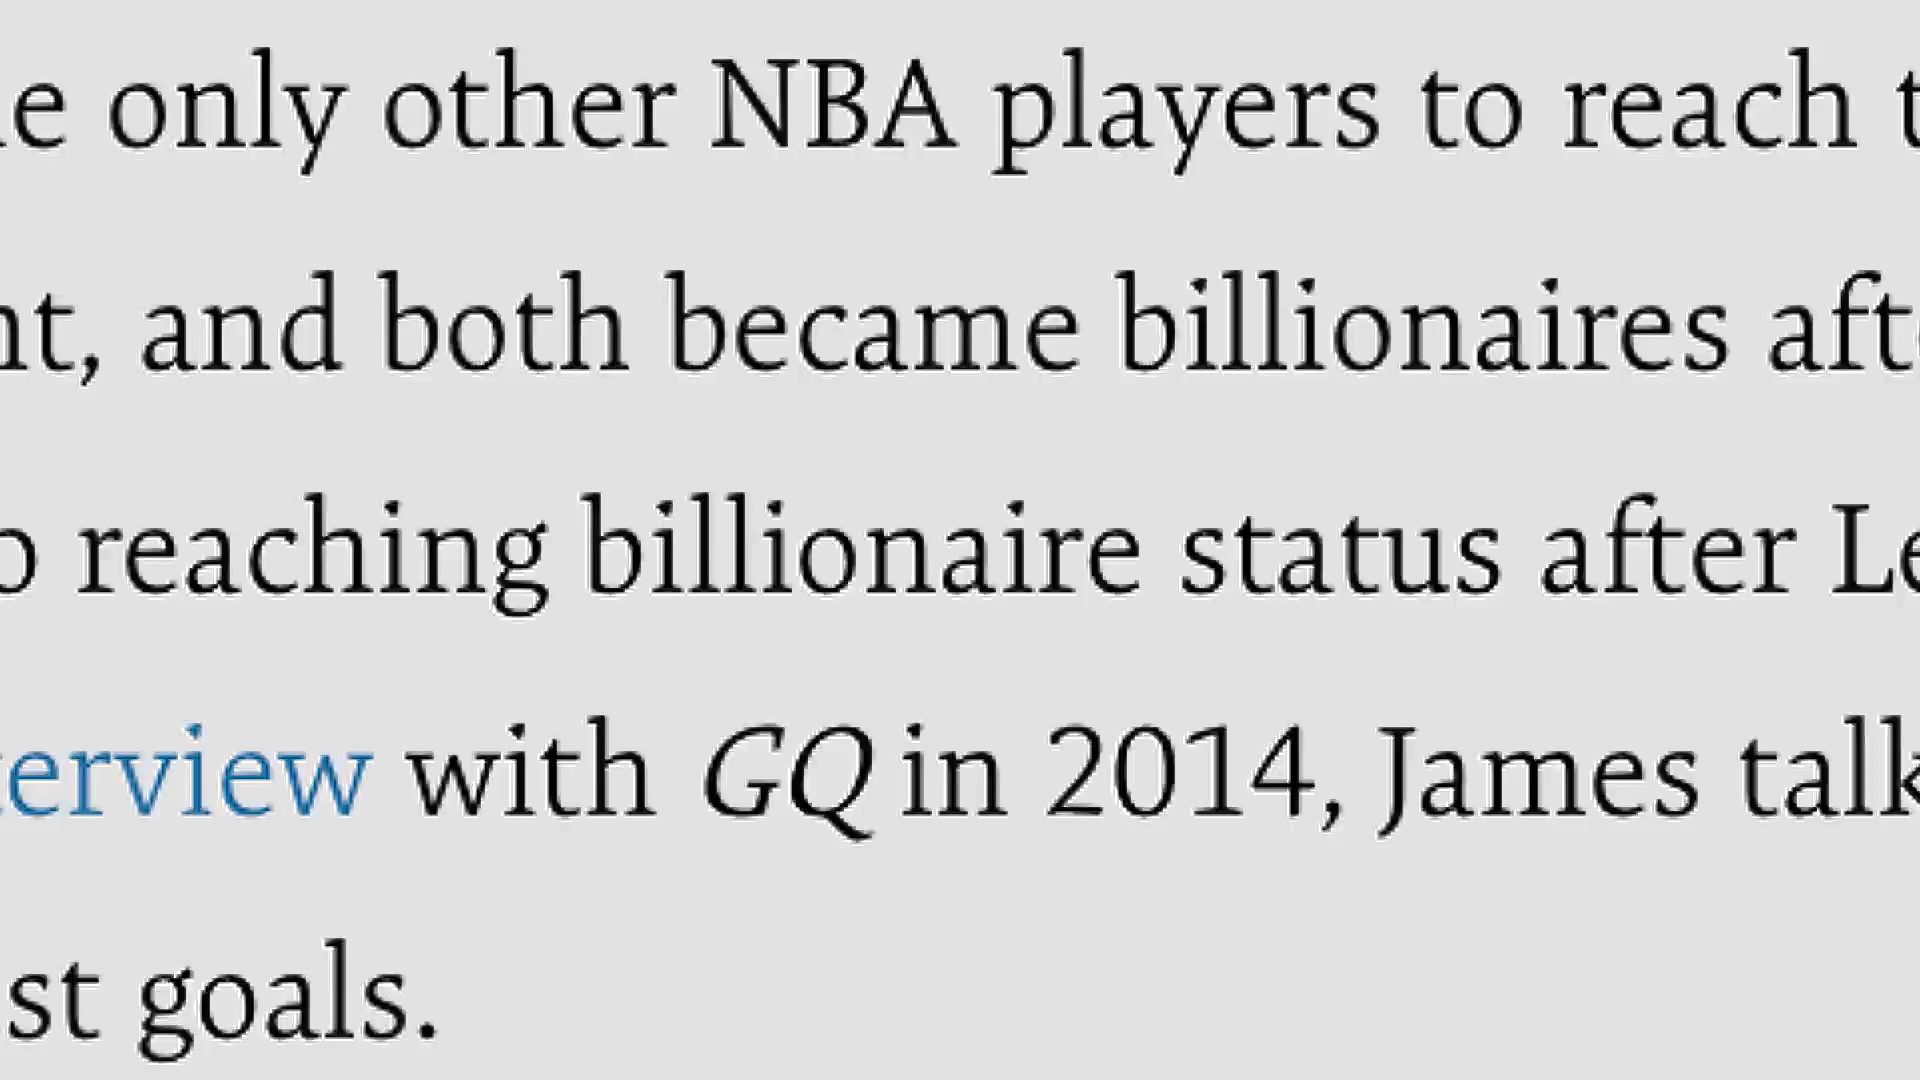 e only other NBA players to reach t
nt, and both became billionaires afte
o reaching billionaire status after Le
terview with GQ in 2014, James talk
st goals.